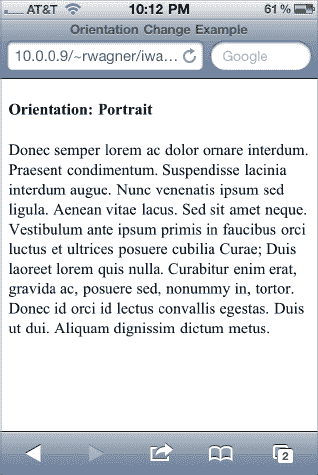 AT&T 10:12 PM 61%
Orientation Change Example
10.0.0.9/~rwagner/iwa... Google
Orientation: Portrait
Donec semper lorem ac dolor ornare interdum.
Praesent condimentum. Suspendisse lacinia
interdum augue. Nunc venenatis ipsum sed
ligula. Aenean vitae lacus. Sed sit amet neque.
Vestibulum ante ipsum primis in faucibus orci
luctus et ultrices posuere cubilia Curae; Duis
laoreet lorem quis nulla. Curabitur enim erat,
gravida ac, posuere sed, nonummy in, tortor.
Donec id orci id lectus convallis egestas. Duis
ut dui. Aliquam dignissim dictum metus.
2